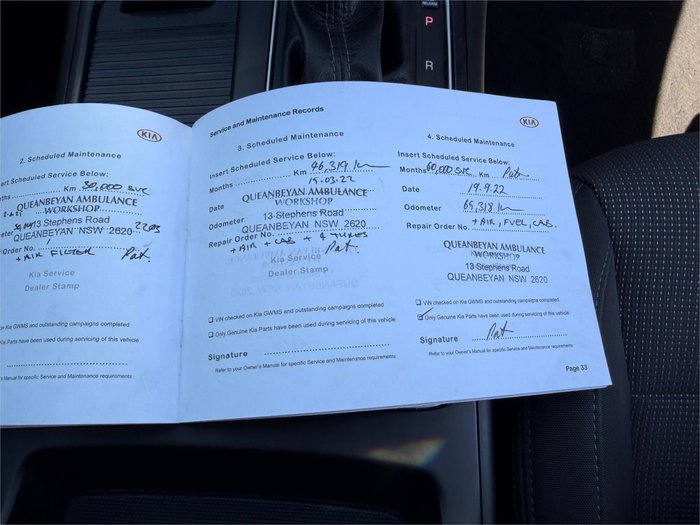 RELEASE
P
R
KIA
2. Scheduled Maintenance
ert Scheduled Service Below:
Km 30,000 SVC
QUEANBEYAN AMBULANCE
WORKSHOP
13 Stephens Road
QUEANBEYAN NSW 2620
Order No.
+ AIR FILTER Pat
Kia Service
Dealer Stamp
on Kia GWMS and outstanding campaigns completed
Kia Parts have been used during servicing of this vehicle
Manual for specific Service and Maintenance requirements
Service and Maintenance Records
3. Scheduled Maintenance
Insert Scheduled Service Below:
Months Km 46,319 km
Date 15.03.22
QUEANBEYAN AMBULANCE
WORKSHOP
Odometer 13 Stephens Road
QUEANBEYAN NSW 2620
Repair Order No.
+ AIR + CAB + 4 TYRES
Pat
Kia Service
Dealer Stamp
VIN checked on Kia GWMS and outstanding campaigns completed
Only Genuine Kia Parts have been used during servicing of this vehicle
Signature
Refer to your Owner's Manual for specific Service and Maintenance requirements
KIA
4. Scheduled Maintenance
Insert Scheduled Service Below:
Months 60,000 SVC Km Pat
Date 19.9.22
Odometer 65,318 km
Repair Order No. + AIR, FUEL, CAB.
QUEANBEYAN AMBULANCE
WORKSHOP
13 Stephens Road
QUEANBEYAN NSW 2620
VIN checked on Kia GWMS and outstanding campaigns completed
Only Genuine Kia Parts have been used during servicing of this vehicle
Signature Pat
Refer to your Owner's Manual for specific Service and Maintenance requirements
Page 33